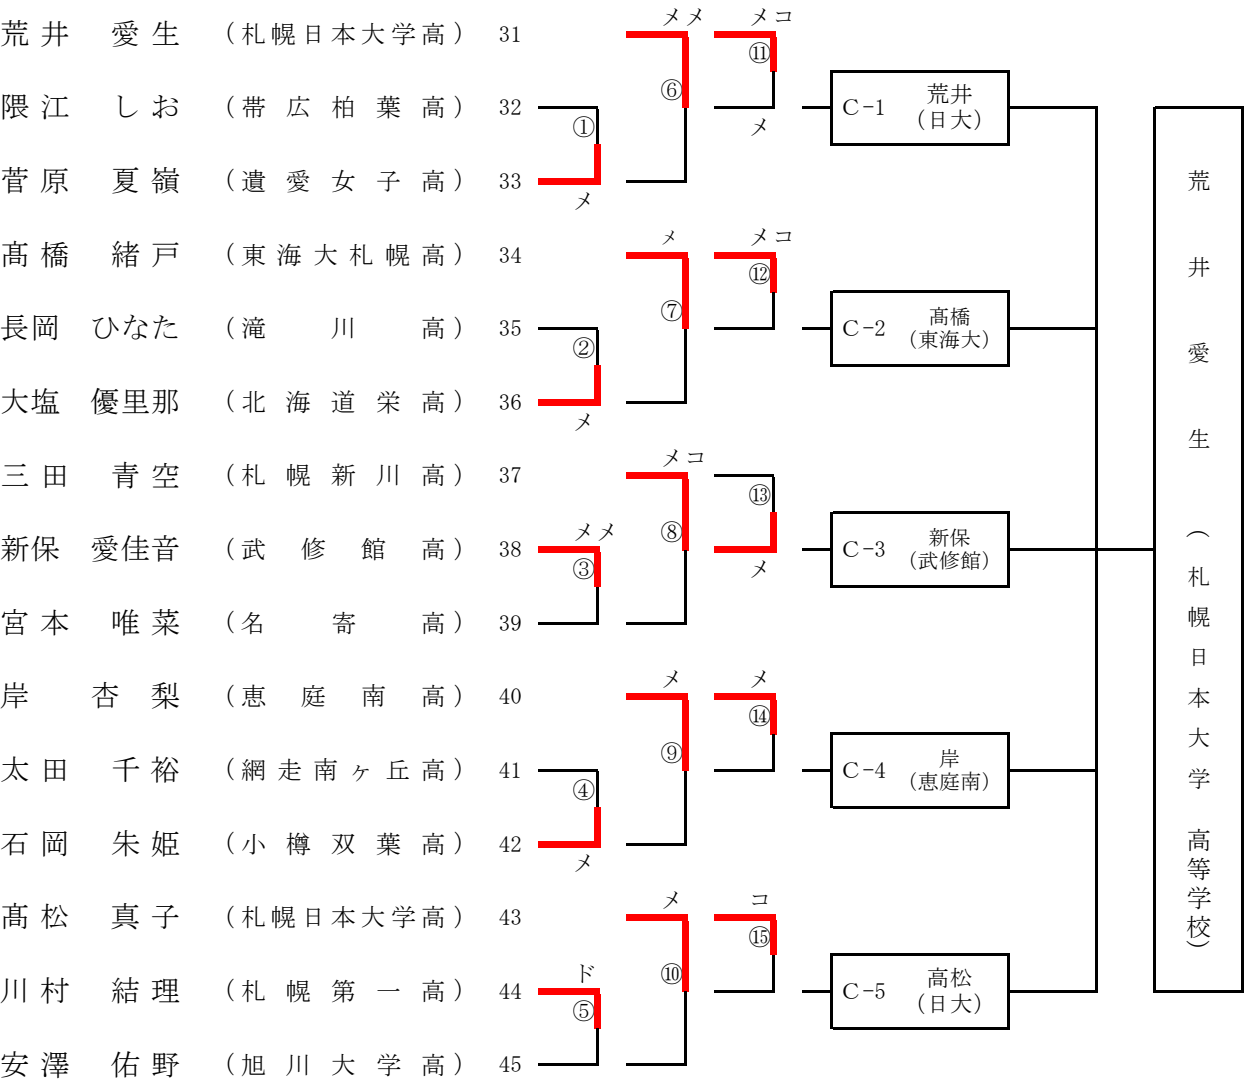 メメ メコ
荒井 愛生 (札幌日本大学高) 31
⑪
⑥ C-1 荒井
(日大)
隈江 しお (帯広柏葉高) 32
① メ
菅原 夏嶺 (遺愛女子高) 33
メ
メ メコ
髙橋 緒戸 (東海大札幌高) 34
⑫
⑦ C-2 髙橋
(東海大)
長岡 ひなた (滝川高) 35
②
大塩 優里那 (北海道栄高) 36
メ
メコ
三田 青空 (札幌新川高) 37
⑬
メメ ⑧ C-3 新保
(武修館)
新保 愛佳音 (武修館高) 38
③ メ
宮本 唯菜 (名寄高) 39
メ メ
岸 杏梨 (恵庭南高) 40
⑭
⑨ C-4 岸
(恵庭南)
太田 千裕 (網走南ヶ丘高) 41
④
石岡 朱姫 (小樽双葉高) 42
メ
メ コ
髙松 真子 (札幌日本大学高) 43
⑮
ド ⑩ C-5 高松
(日大)
川村 結理 (札幌第一高) 44
⑤
安澤 佑野 (旭川大学高) 45
荒井愛生 (札幌日本大学 高等学校)